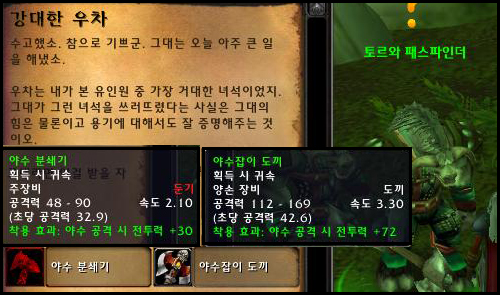 강대한 우차
수고했소. 참으로 기쁘군. 그대는 오늘 아주 큰 일
을 해냈소.
우차는 내가 본 유인원 중 가장 거대한 녀석이었지.
그대가 그런 녀석을 쓰러뜨렸다는 사실은 그대의
힘은 물론이고 용기에 대해서도 잘 증명해주는 것
이오.
걸 받을 자
야수 분쇄기
획득 시 귀속
주장비 둔기
공격력 48 - 90 속도 2.10
(초당 공격력 32.9)
착용 효과: 야수 공격 시 전투력 +30
야수잡이 도끼
획득 시 귀속
양손 장비 도끼
공격력 112 - 169 속도 3.30
(초당 공격력 42.6)
착용 효과: 야수 공격 시 전투력 +72
야수 분쇄기
야수잡이 도끼
토르와 패스파인더